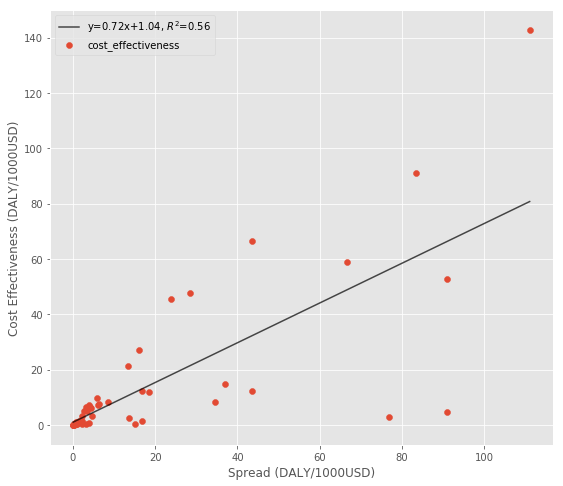 y=0.72x+1.04, R²=0.56
cost_effectiveness
140
120
100
80
60
40
20
0
Cost Effectiveness (DALY/1000USD)
0 20 40 60 80 100
Spread (DALY/1000USD)